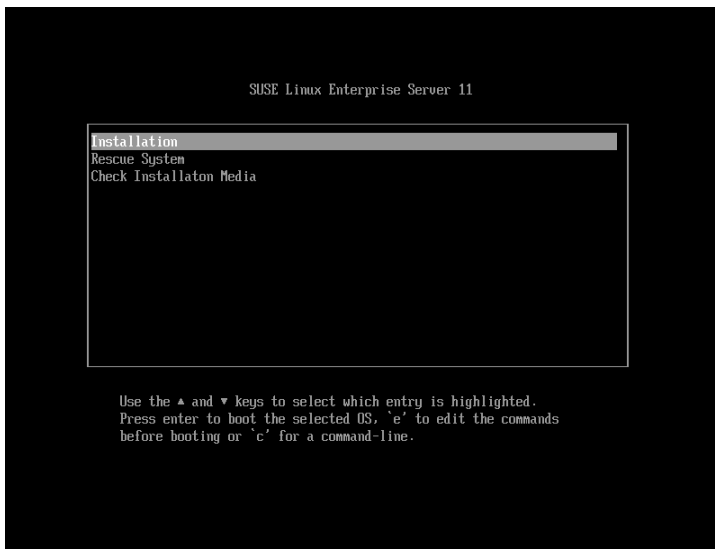 SUSE Linux Enterprise Server 11
Installation
Rescue System
Check Installaton Media
Use the ▲ and ▼ keys to select which entry is highlighted.
Press enter to boot the selected OS, `e' to edit the commands
before booting or `c' for a command-line.